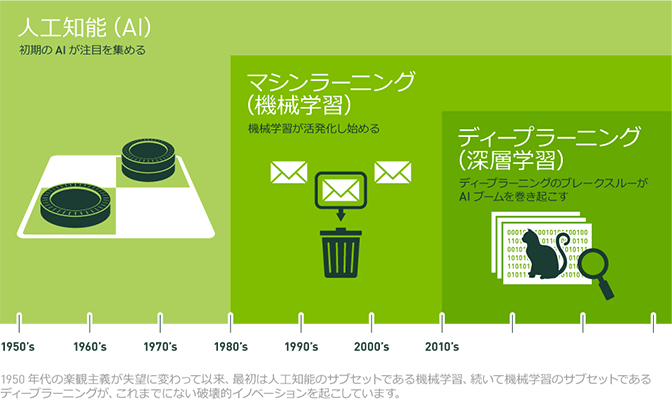 人工知能 (AI)
初期の AI が注目を集める
マシンラーニング
(機械学習)
機械学習が活発化し始める
ディープラーニング
(深層学習)
ディープラーニングのブレークスルーが
AI ブームを巻き起こす
1950's 1960's 1970's 1980's 1990's 2000's 2010's
1950 年代の楽観主義が失望に変わって以来、最初は人工知能のサブセットである機械学習、続いて機械学習のサブセットである
ディープラーニングが、これまでにない破壊的イノベーションを起こしています。